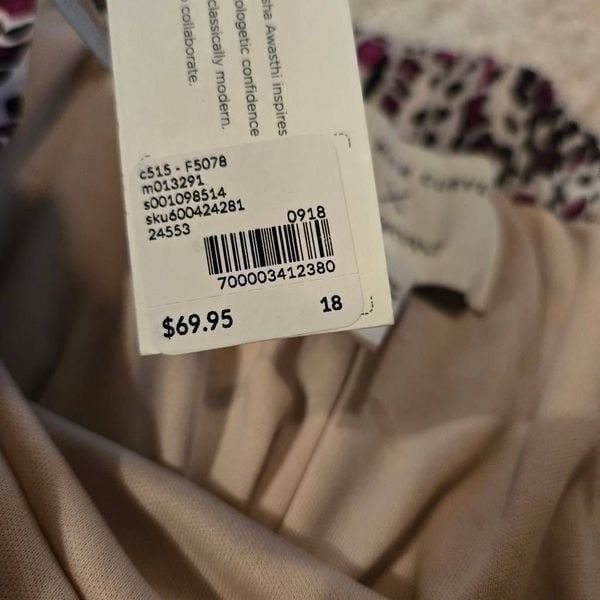 sha Awasthi inspires
ologetic confidence
classically modern.
o collaborate.
c515 - F5078
m013291
s001098514
sku600424281
24553
0918
700003412380
$69.95
18
CURVE
X